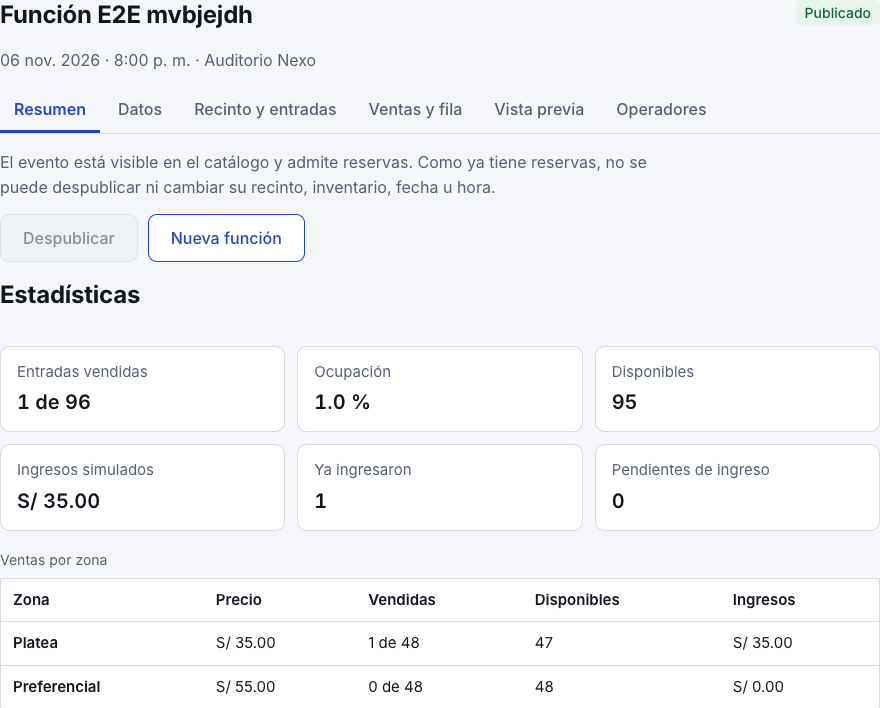 Función E2E mvbjejdh
Publicado
06 nov. 2026 · 8:00 p. m. · Auditorio Nexo
Resumen Datos Recinto y entradas Ventas y fila Vista previa Operadores
El evento está visible en el catálogo y admite reservas. Como ya tiene reservas, no se
puede despublicar ni cambiar su recinto, inventario, fecha u hora.
Despublicar Nueva función
Estadísticas
Entradas vendidas
1 de 96
Ocupación
1.0 %
Disponibles
95
Ingresos simulados
S/ 35.00
Ya ingresaron
1
Pendientes de ingreso
0
Ventas por zona
Zona Precio Vendidas Disponibles Ingresos
Platea S/ 35.00 1 de 48 47 S/ 35.00
Preferencial S/ 55.00 0 de 48 48 S/ 0.00